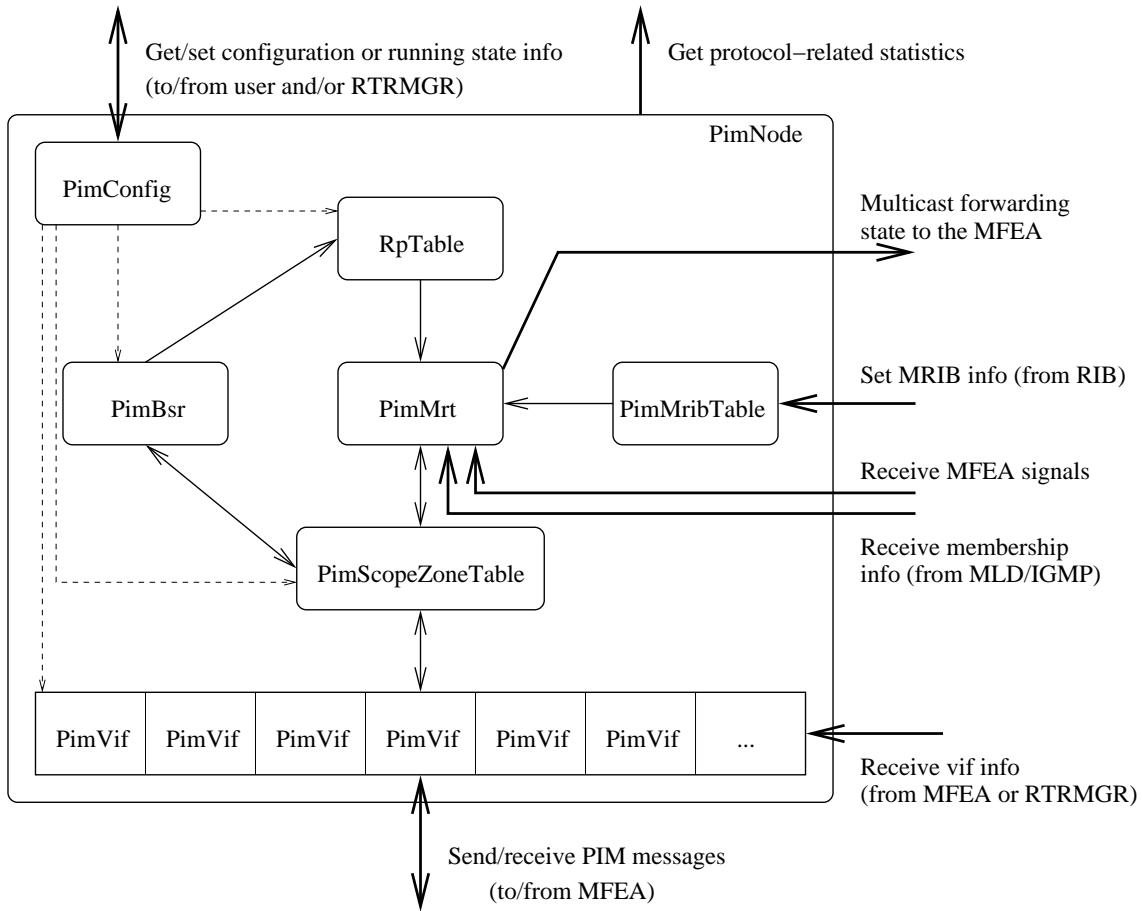 Get/set configuration or running state info
(to/from user and/or RTRMGR)
Get protocol−related statistics
PimNode
PimConfig
RpTable
Multicast forwarding
state to the MFEA
PimBsr
PimMrt
PimMribTable
Set MRIB info (from RIB)
Receive MFEA signals
Receive membership
info (from MLD/IGMP)
PimScopeZoneTable
PimVif PimVif PimVif PimVif PimVif PimVif ...
Receive vif info
(from MFEA or RTRMGR)
Send/receive PIM messages
(to/from MFEA)